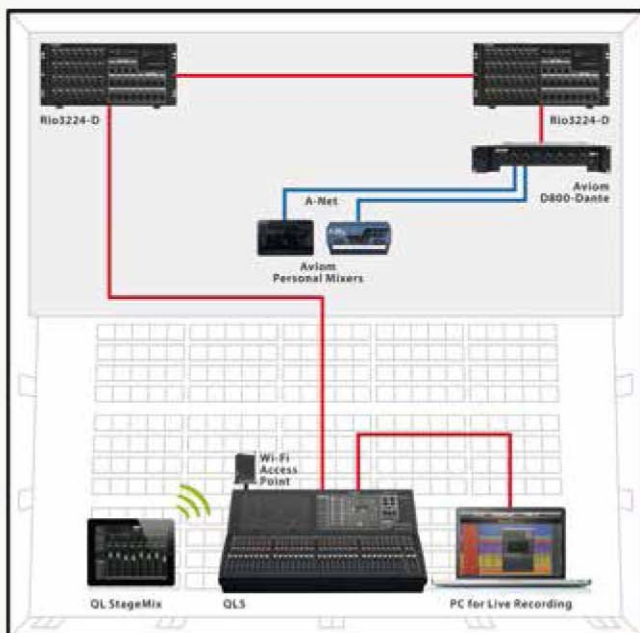 Rio3224-D
Rio3224-D
Aviom
D800-Dante
A-Net
Aviom
Personal Mixers
Wi-Fi
Access
Point
QL StageMix
QL5
PC for Live Recording